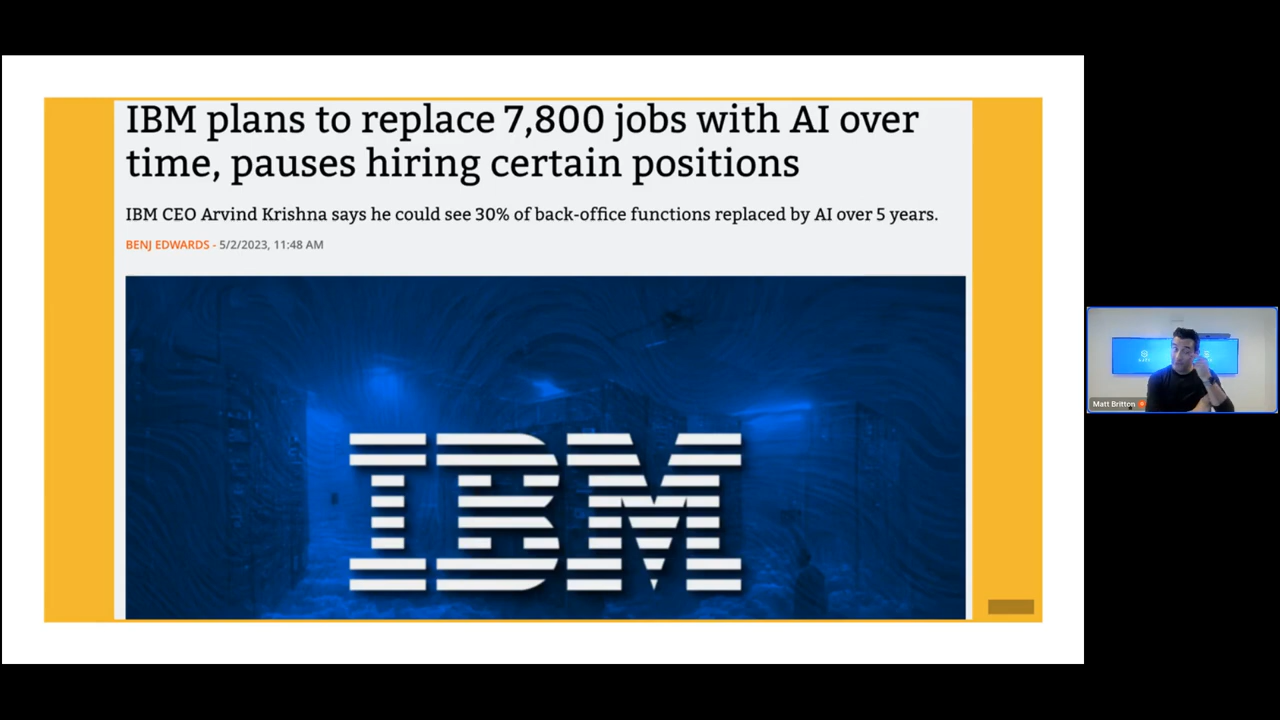 IBM plans to replace 7,800 jobs with AI over
time, pauses hiring certain positions
IBM CEO Arvind Krishna says he could see 30% of back-office functions replaced by AI over 5 years.
BENJ EDWARDS - 5/2/2023, 11:48 AM
IBM
Matt Britton